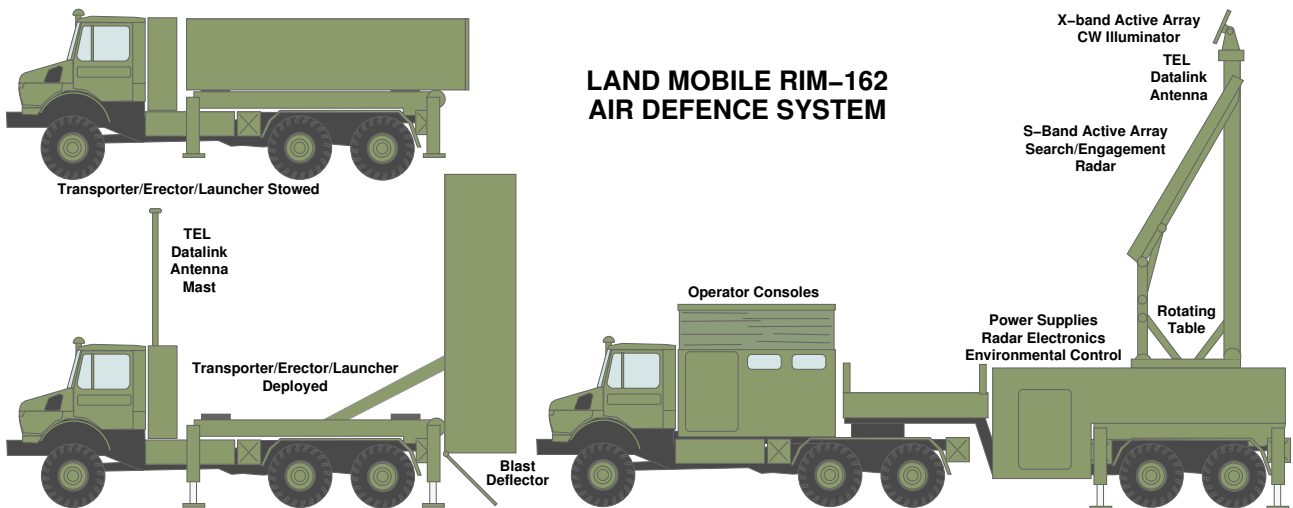 X−band Active Array
CW Illuminator
LAND MOBILE RIM−162
AIR DEFENCE SYSTEM
TEL
Datalink
Antenna
S−Band Active Array
Search/Engagement
Radar
Transporter/Erector/Launcher Stowed
TEL
Datalink
Antenna
Mast
Operator Consoles
Power Supplies
Radar Electronics
Environmental Control
Rotating
Table
Transporter/Erector/Launcher
Deployed
Blast
Deflector